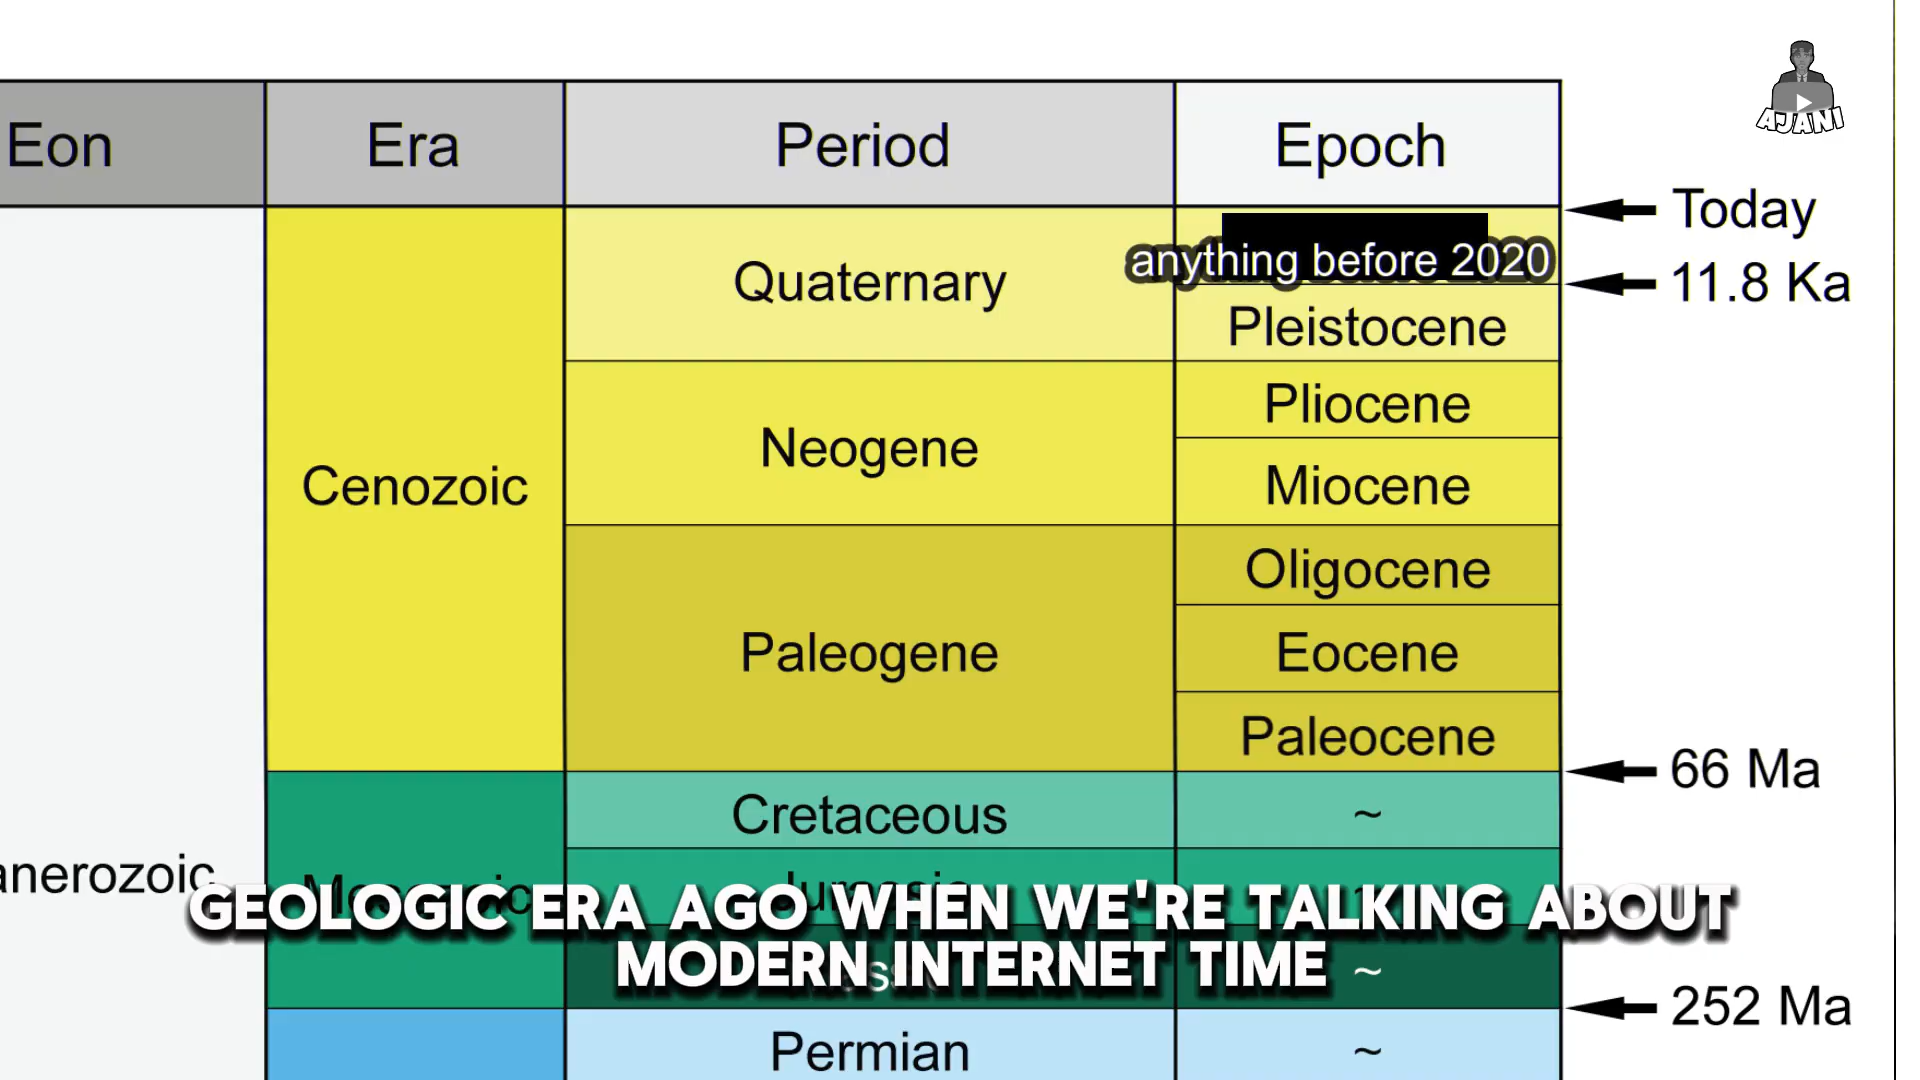 Eon Era Period Epoch
AJANI
Today
anything before 2020
Quaternary
11.8 Ka
Pleistocene
Pliocene
Neogene
Miocene
Cenozoic
Oligocene
Paleogene
Eocene
Paleocene
66 Ma
Cretaceous ~
anerozoic
GEOLOGIC ERA AGO WHEN WE'RE TALKING ABOUT
MODERN INTERNET TIME
~
252 Ma
Permian ~